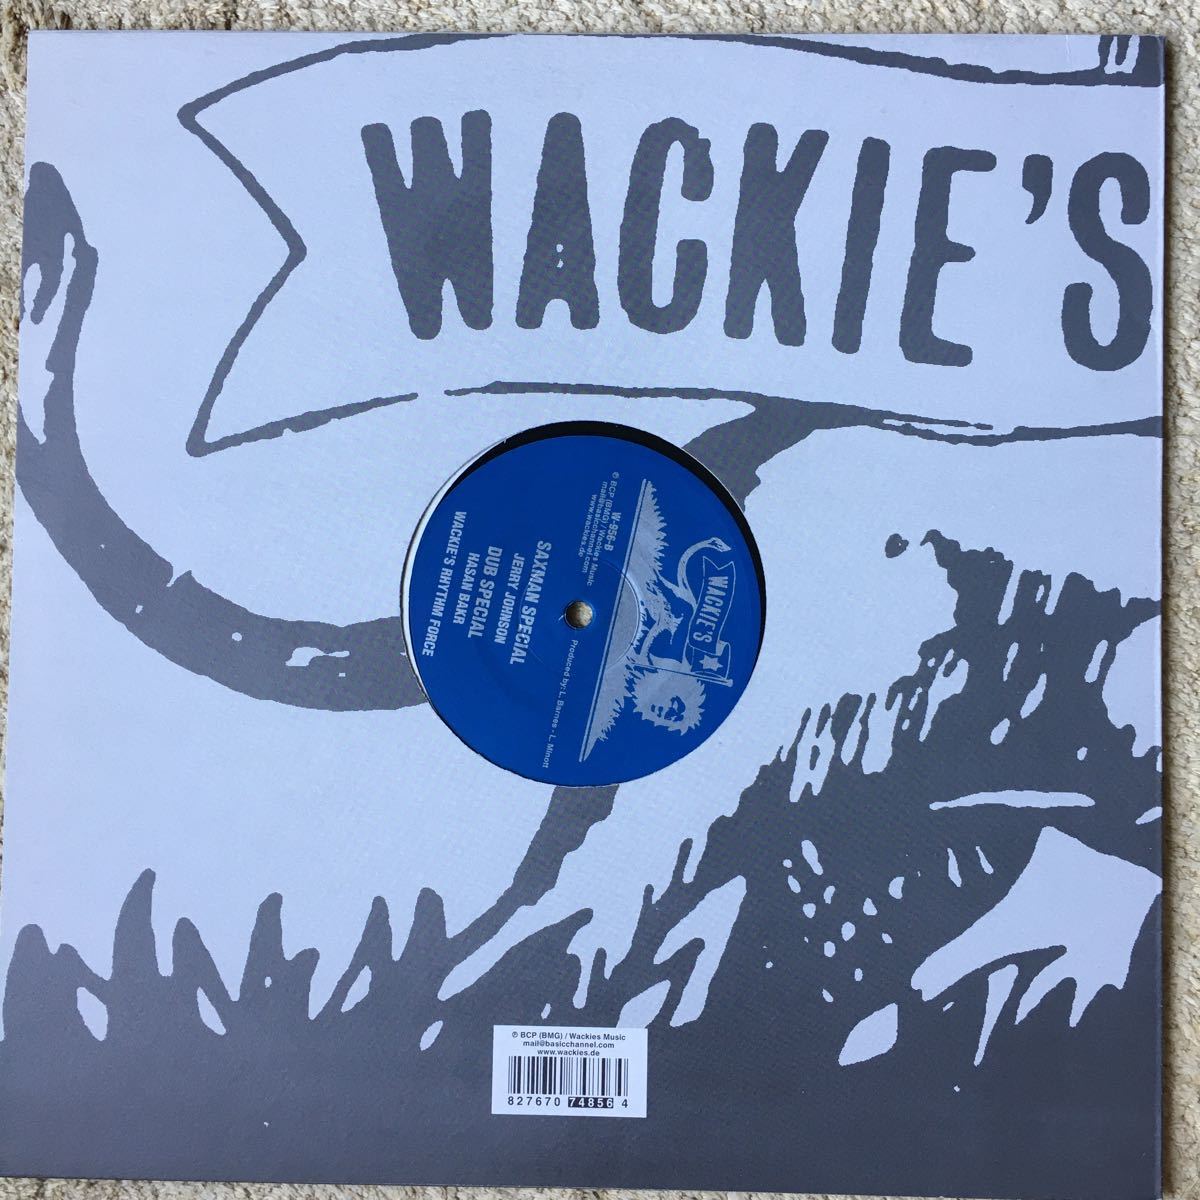 WACKIE'S
WACKIE'S
W-956-B
℗ BCP (BMG) / Wackies Music
mail@basicchannel.com
www.wackies.de
Produced by: L. Barnes - L. Minott
SAXMAN SPECIAL
JERRY JOHNSON
DUB SPECIAL
HASAN BAKR
WACKIE'S RHYTHM FORCE
℗ BCP (BMG) / Wackies Music
mail@basicchannel.com
www.wackies.de
827670 74856 4